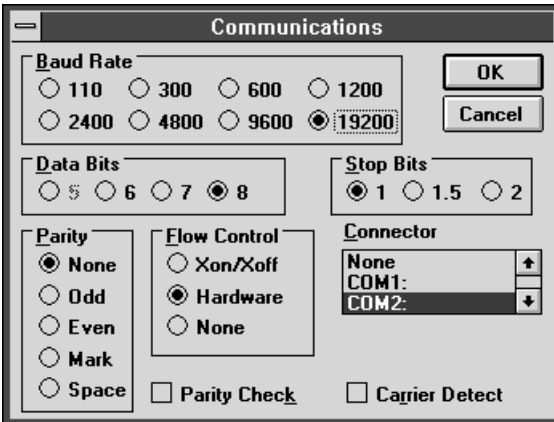 Communications
Baud Rate
110 300 600 1200
2400 4800 9600 19200
OK
Cancel
Data Bits
5 6 7 8
Stop Bits
1 1.5 2
Parity
None
Odd
Even
Mark
Space
Flow Control
Xon/Xoff
Hardware
None
Connector
None
COM1:
COM2:
Parity Check
Carrier Detect